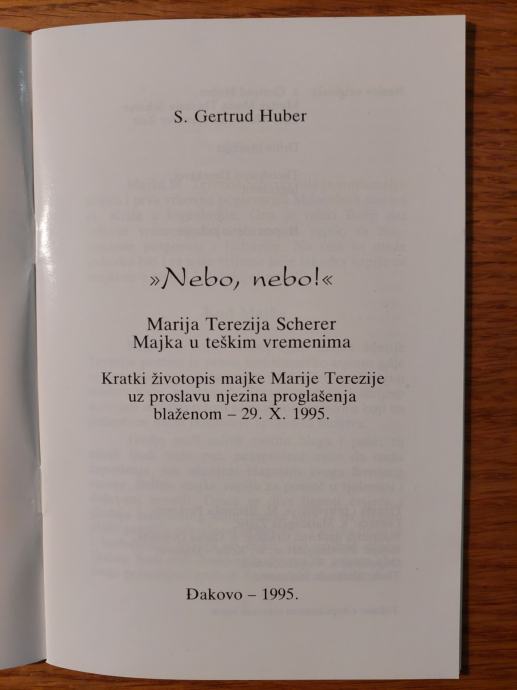 S. Gertrud Huber
»Nebo, nebo!«
Marija Terezija Scherer
Majka u teškim vremenima
Kratki životopis majke Marije Terezije
uz proslavu njezina proglašenja
blaženom – 29. X. 1995.
Đakovo – 1995.